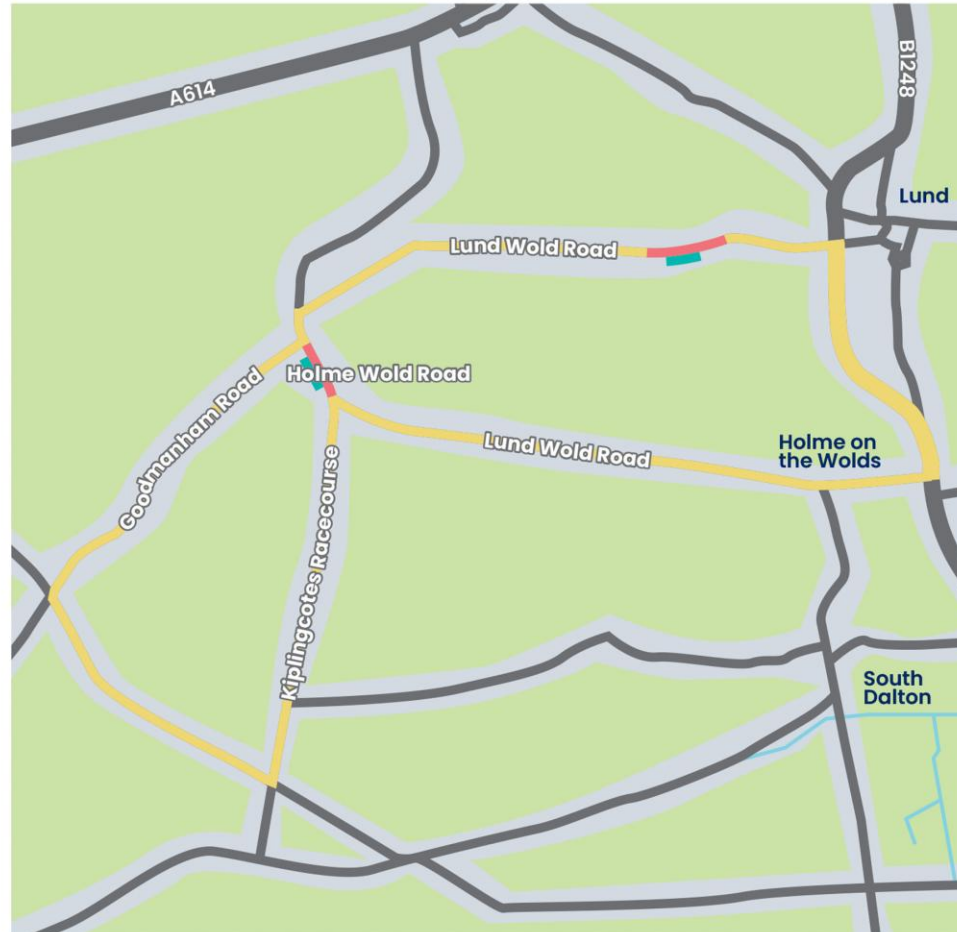 A614
B1248
Lund
Lund Wold Road
Holme Wold Road
Goodmanham Road
Lund Wold Road
Holme on
the Wolds
Kiplingcotes Racecourse
South
Dalton